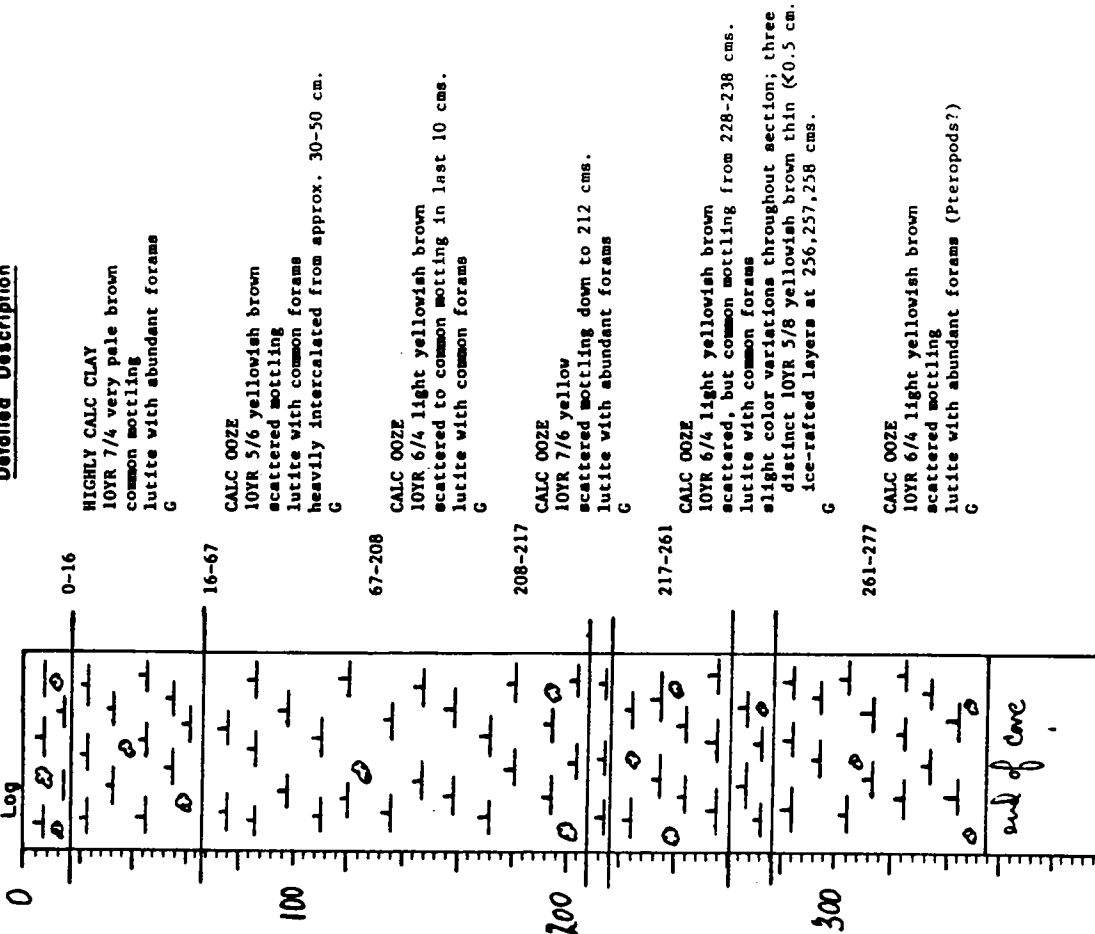 Detailed Description
Log
0
100
200
300
0-16
HIGHLY CALC CLAY
10YR 7/4 very pale brown
common mottling
lutite with abundant forams
G
16-67
CALC OOZE
10YR 5/6 yellowish brown
scattered mottling
lutite with common forams
heavily intercalated from approx. 30-50 cm.
G
67-208
CALC OOZE
10YR 6/4 light yellowish brown
scattered to common motting in last 10 cms.
lutite with common forams
G
208-217
CALC OOZE
10YR 7/6 yellow
scattered mottling down to 212 cms.
lutite with abundant forams
G
217-261
CALC OOZE
10YR 6/4 light yellowish brown
scattered, but common mottling from 228-238 cms.
lutite with common forams
slight color variations throughout section; three
distinct 10YR 5/8 yellowish brown thin (<0.5 cm.
ice-rafted layers at 256,257,258 cms.
G
261-277
CALC OOZE
10YR 6/4 light yellowish brown
scattered mottling
lutite with abundant forams (Pteropods?)
G
end of core